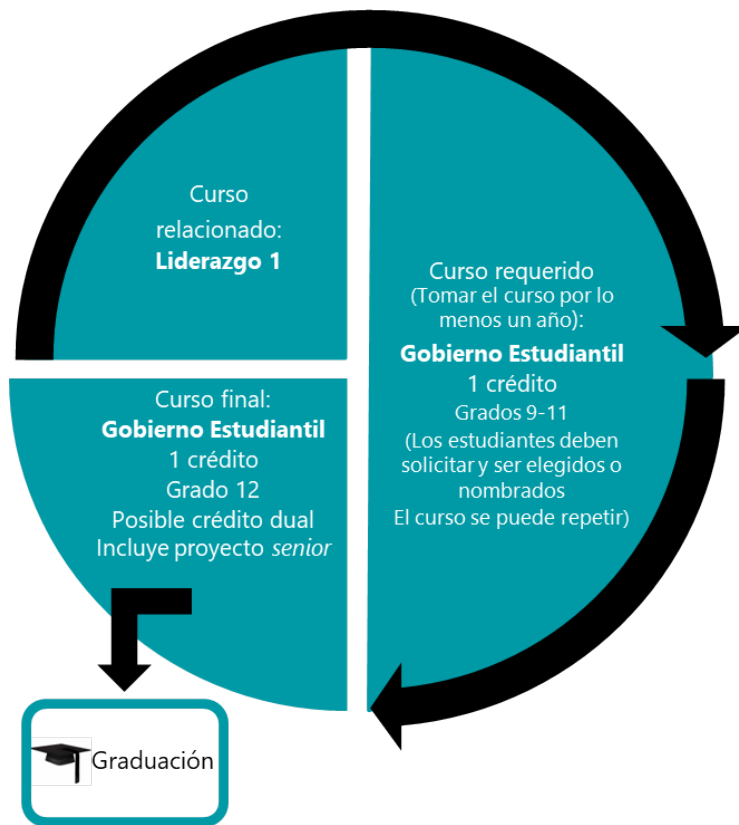 Curso
relacionado:
Liderazgo 1
Curso requerido
(Tomar el curso por lo
menos un año):
Gobierno Estudiantil
1 crédito
Grados 9-11
(Los estudiantes deben
solicitar y ser elegidos o
nombrados
El curso se puede repetir)
Curso final:
Gobierno Estudiantil
1 crédito
Grado 12
Posible crédito dual
Incluye proyecto senior
Graduación